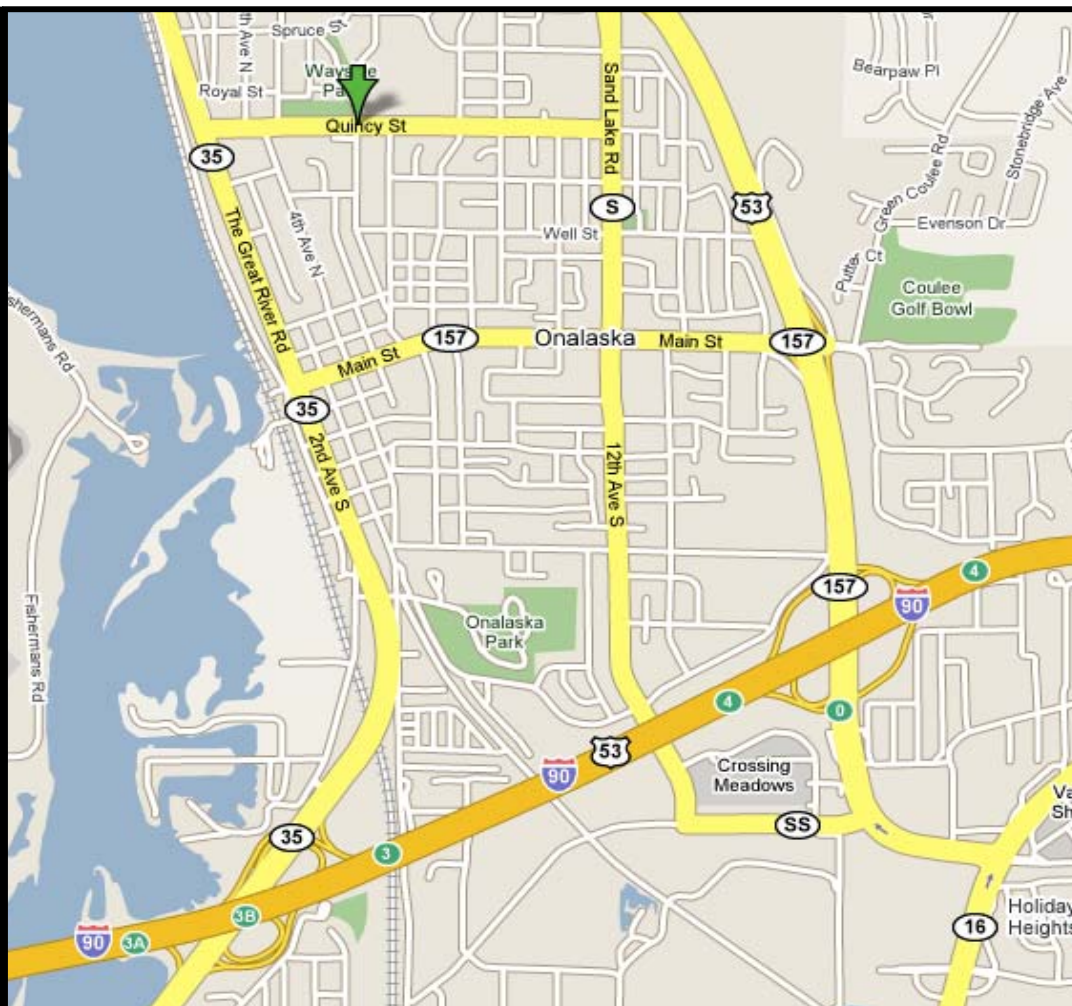 Spruce St
Wayside
Park
Royal St
Quincy St
35
Sand Lake Rd
Bearpaw Pl
Stonebridge Ave
Green Coulee Rd
53
S
The Great River Rd
4th Ave N
Well St
Evenson Dr
Putter Ct
Coulee
Golf Bowl
157
Onalaska
Main St
157
Main St
35
2nd Ave S
12th Ave S
Fishermans Rd
157
4
90
Onalaska
Park
4
0
53
90
Crossing
Meadows
SS
35
3
3B
3A
90
16
Holiday
Heights